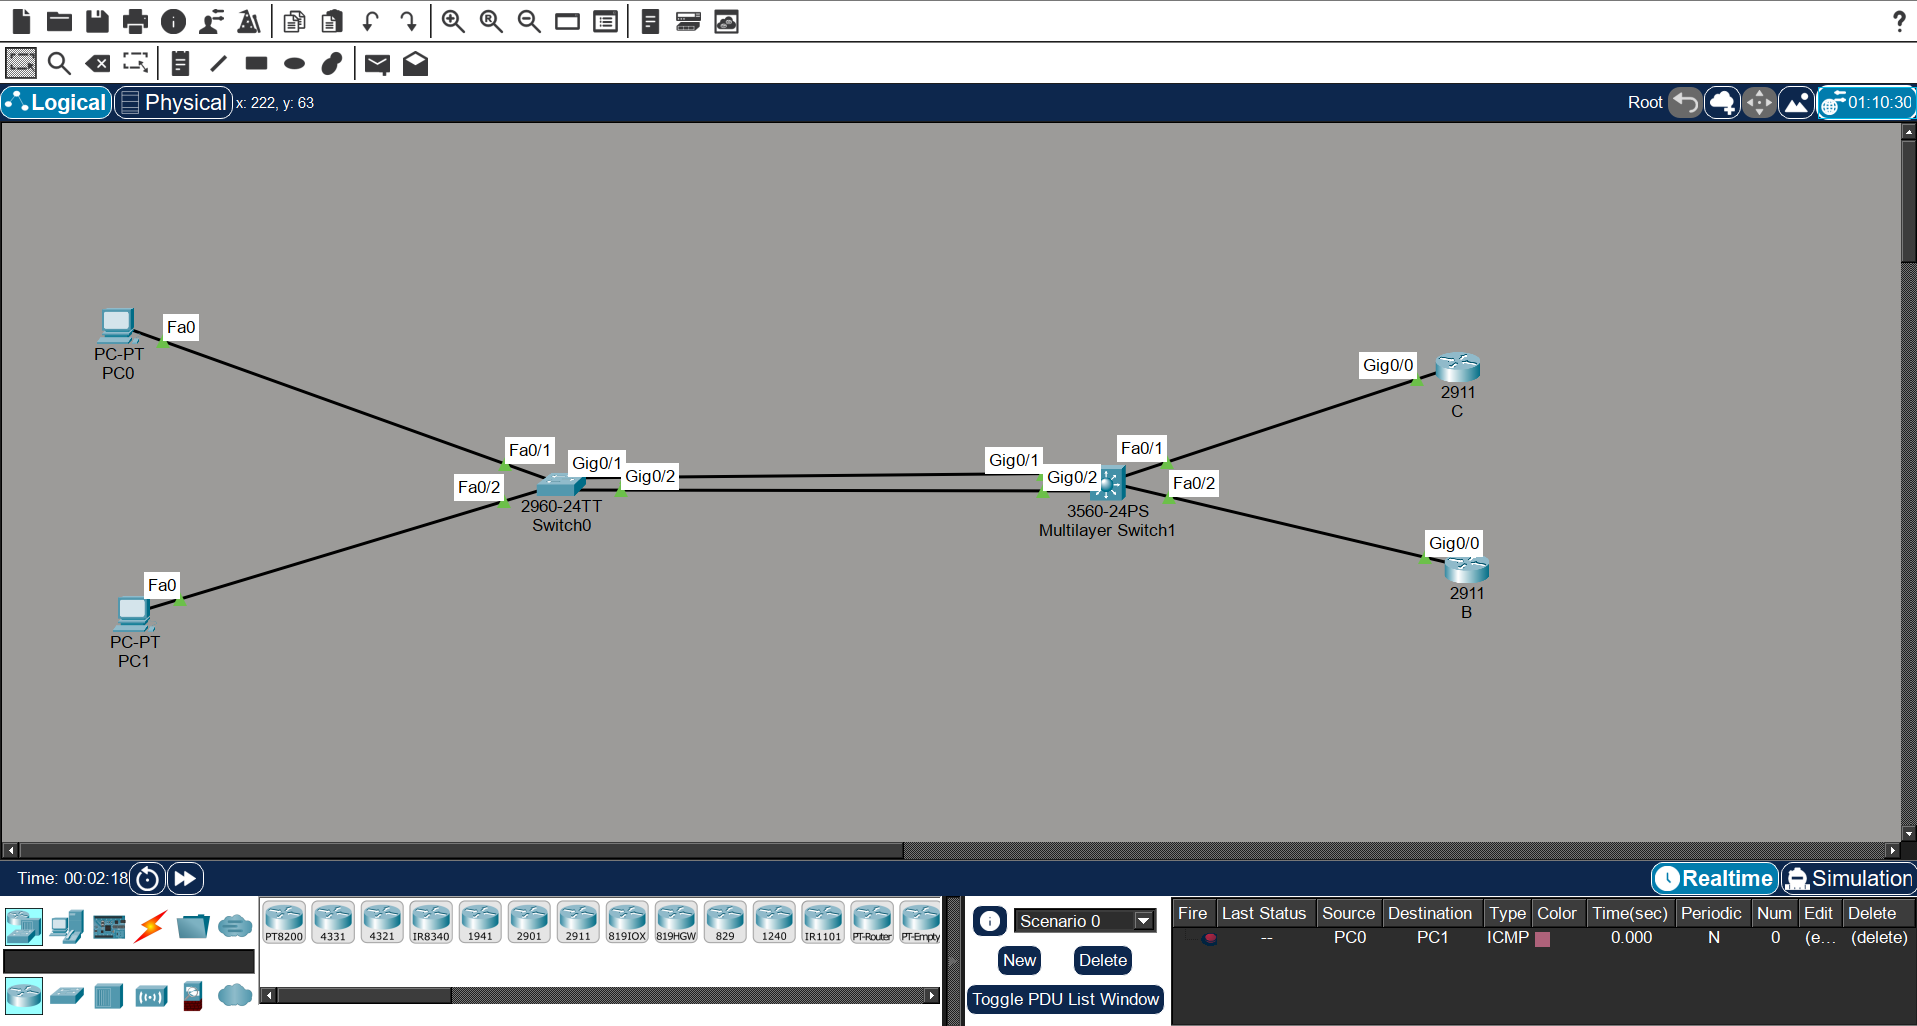 ?
Logical
Physical
x: 222, y: 63
Root
01:10:30
Fa0
PC-PT
PC0
Gig0/0
2911
C
Fa0/1
Gig0/1
Gig0/2
Fa0/2
2960-24TT
Switch0
Gig0/1
Gig0/2
Fa0/1
Fa0/2
3560-24PS
Multilayer Switch1
Gig0/0
2911
B
Fa0
PC-PT
PC1
Time: 00:02:18
Realtime
Simulation
PT8200
4331
4321
IR8340
1941
2901
2911
819IOX
819HGW
829
1240
IR1101
PT-Router
PT-Empty
Scenario 0
New
Delete
Toggle PDU List Window
Fire Last Status Source Destination Type Color Time(sec) Periodic Num Edit Delete
-- PC0 PC1 ICMP 0.000 N 0 (e... (delete)